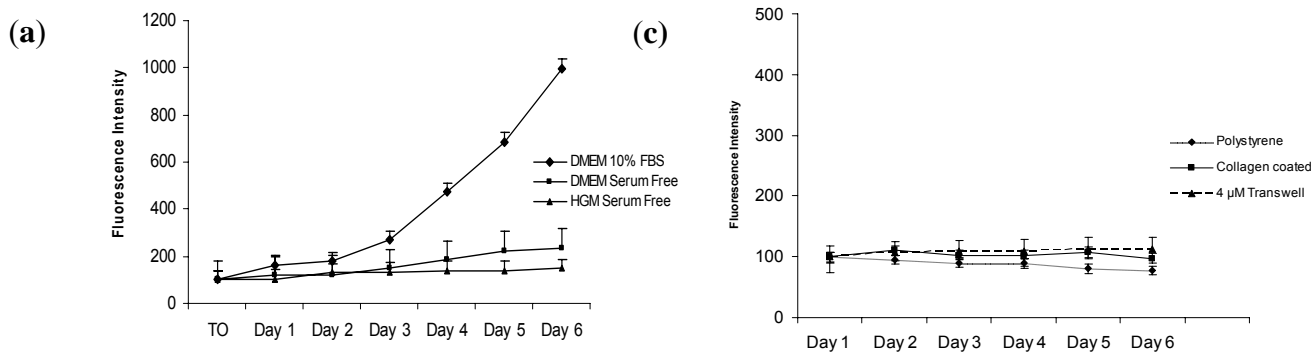 (a)
Fluorescence Intensity
1200
1000
800
600
400
200
0
TO Day 1 Day 2 Day 3 Day 4 Day 5 Day 6
DMEM 10% FBS
DMEM Serum Free
HGM Serum Free
(c)
Fluorescence Intensity
500
400
300
200
100
0
Day 1 Day 2 Day 3 Day 4 Day 5 Day 6
Polystyrene
Collagen coated
4 µM Transwell